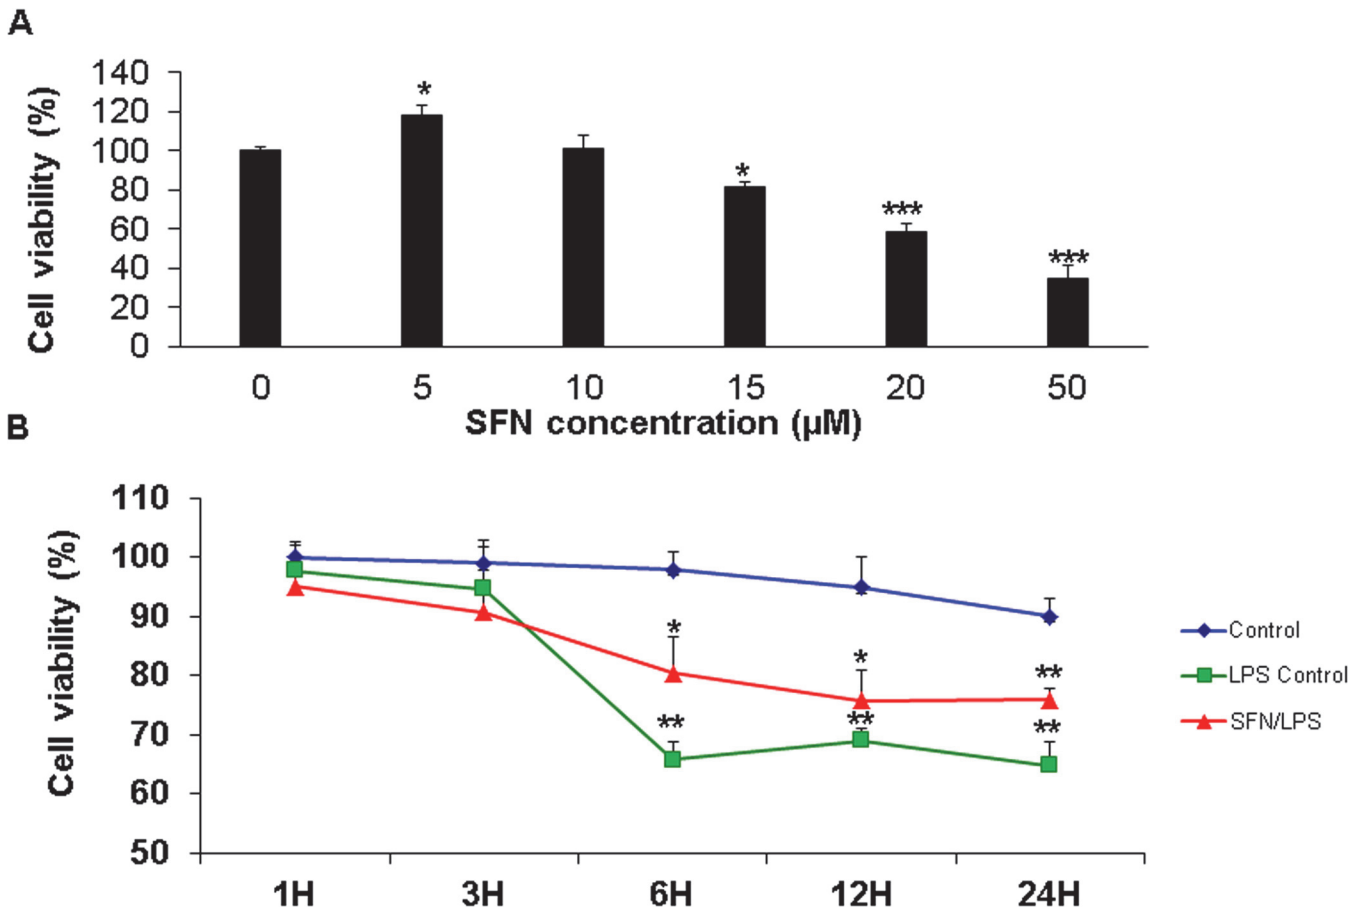 A
Cell viability (%)
140
120
100
80
60
40
20
0
*
*
***
***
0 5 10 15 20 50
SFN concentration (µM)
B
Cell viability (%)
110
100
90
80
70
60
50
*
*
**
**
**
**
1H 3H 6H 12H 24H
Control
LPS Control
SFN/LPS